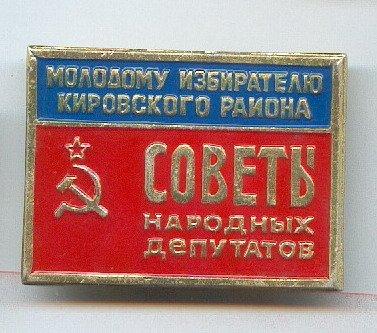 МОЛОДОМУ ИЗБИРАТЕЛЮ
КИРОВСКОГО РАЙОНА
СОВЕТЫ
НАРОДНЫХ
ДЕПУТАТОВ